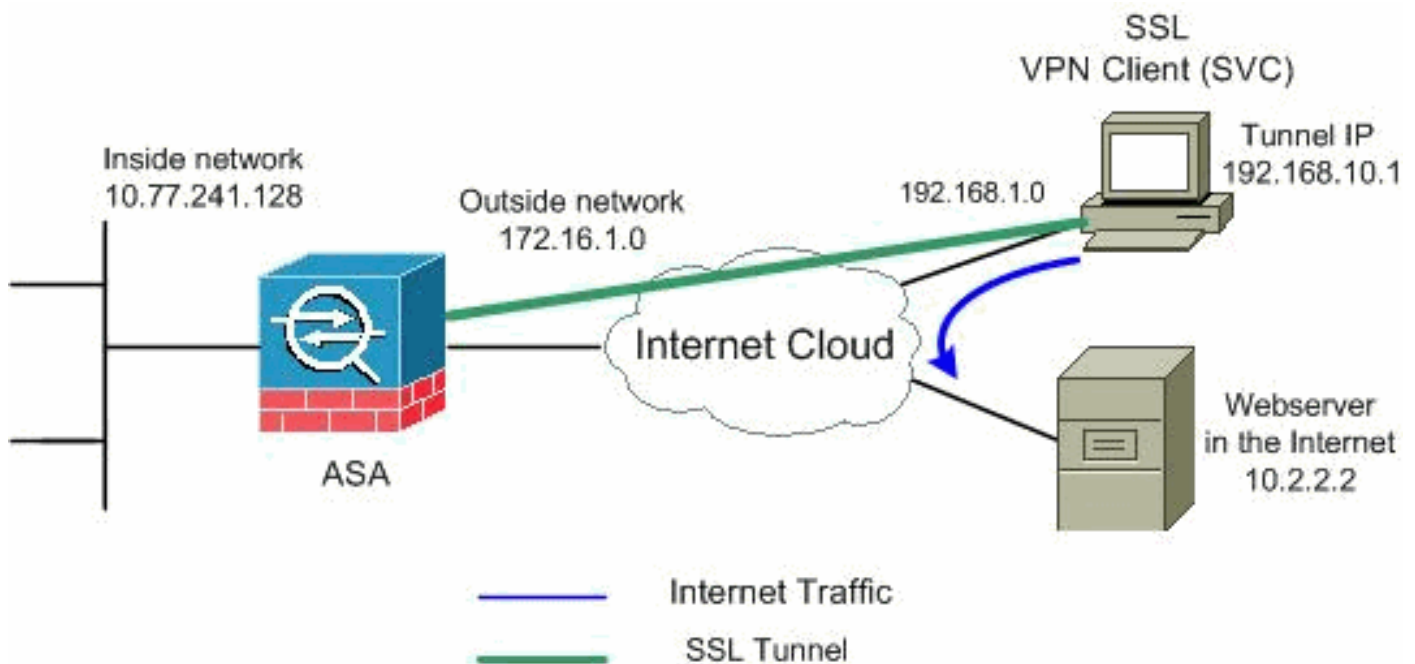 SSL
VPN Client (SVC)
Tunnel IP
192.168.10.1
Inside network
10.77.241.128
Outside network
172.16.1.0
192.168.1.0
Internet Cloud
ASA
Webserver
in the Internet
10.2.2.2
Internet Traffic
SSL Tunnel